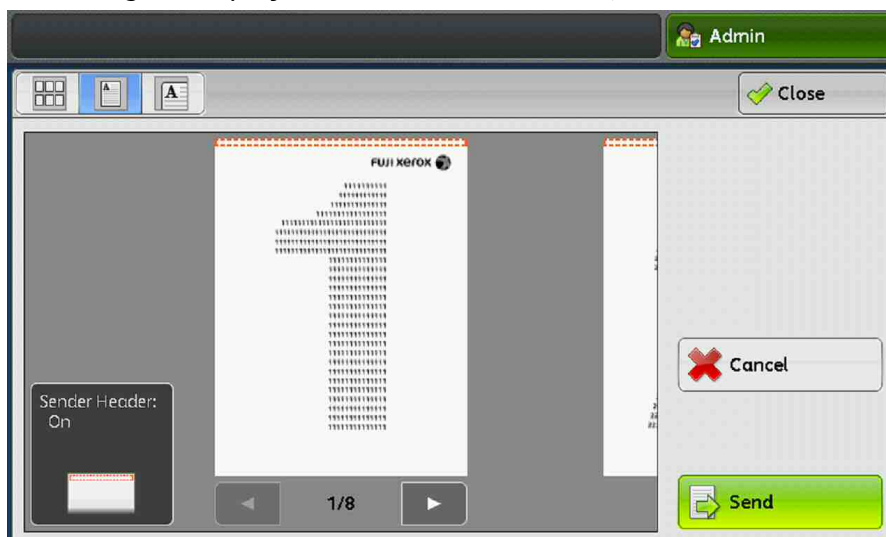 Admin
Close
FUJI XEROX
Sender Header:
On
Cancel
1/8
Send